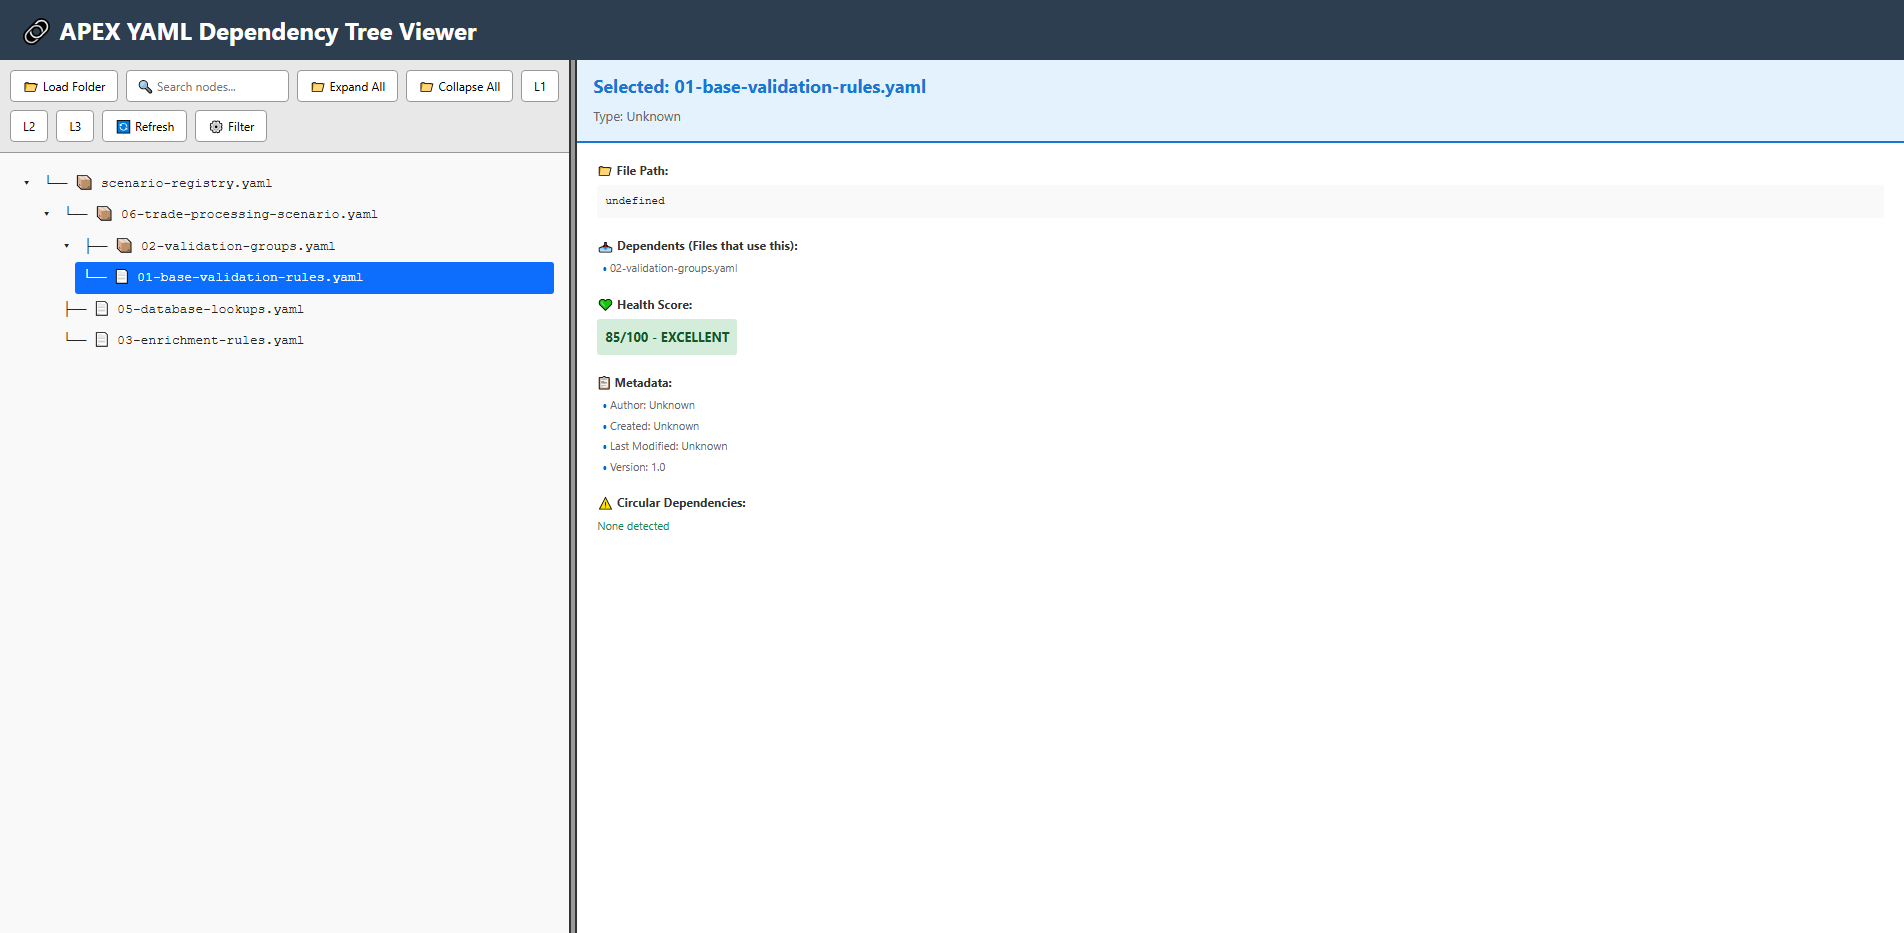 APEX YAML Dependency Tree Viewer
Load Folder
Search nodes...
Expand All
Collapse All
L1
L2
L3
Refresh
Filter
scenario-registry.yaml
06-trade-processing-scenario.yaml
02-validation-groups.yaml
01-base-validation-rules.yaml
05-database-lookups.yaml
03-enrichment-rules.yaml
Selected: 01-base-validation-rules.yaml
Type: Unknown
File Path:
undefined
Dependents (Files that use this):
• 02-validation-groups.yaml
Health Score:
85/100 - EXCELLENT
Metadata:
• Author: Unknown
• Created: Unknown
• Last Modified: Unknown
• Version: 1.0
Circular Dependencies:
None detected